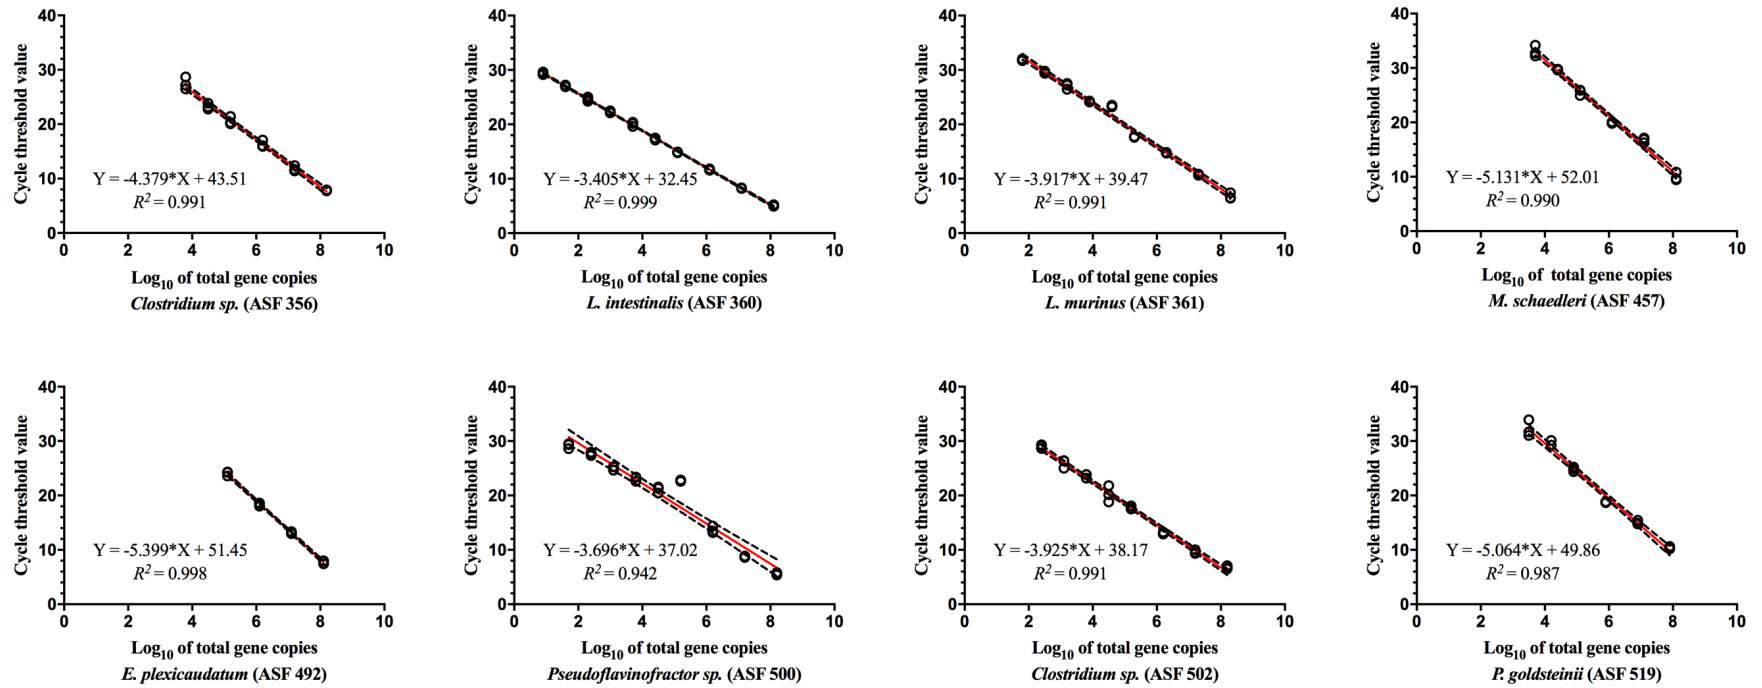 Cycle threshold value
40
30
20
10
0
Y = -4.379*X + 43.51
R² = 0.991
0 2 4 6 8 10
Log₁₀ of total gene copies
Clostridium sp. (ASF 356)
Cycle threshold value
40
30
20
10
0
Y = -3.405*X + 32.45
R² = 0.999
0 2 4 6 8 10
Log₁₀ of total gene copies
L. intestinalis (ASF 360)
Cycle threshold value
40
30
20
10
0
Y = -3.917*X + 39.47
R² = 0.991
0 2 4 6 8 10
Log₁₀ of total gene copies
L. murinus (ASF 361)
Cycle threshold value
40
30
20
10
0
Y = -5.131*X + 52.01
R² = 0.990
0 2 4 6 8 10
Log₁₀ of total gene copies
M. schaedleri (ASF 457)
Cycle threshold value
40
30
20
10
0
Y = -5.399*X + 51.45
R² = 0.998
0 2 4 6 8 10
Log₁₀ of total gene copies
E. plexicaudatum (ASF 492)
Cycle threshold value
40
30
20
10
0
Y = -3.696*X + 37.02
R² = 0.942
0 2 4 6 8 10
Log₁₀ of total gene copies
Pseudoflavinofractor sp. (ASF 500)
Cycle threshold value
40
30
20
10
0
Y = -3.925*X + 38.17
R² = 0.991
0 2 4 6 8 10
Log₁₀ of total gene copies
Clostridium sp. (ASF 502)
Cycle threshold value
40
30
20
10
0
Y = -5.064*X + 49.86
R² = 0.987
0 2 4 6 8 10
Log₁₀ of total gene copies
P. goldsteinii (ASF 519)